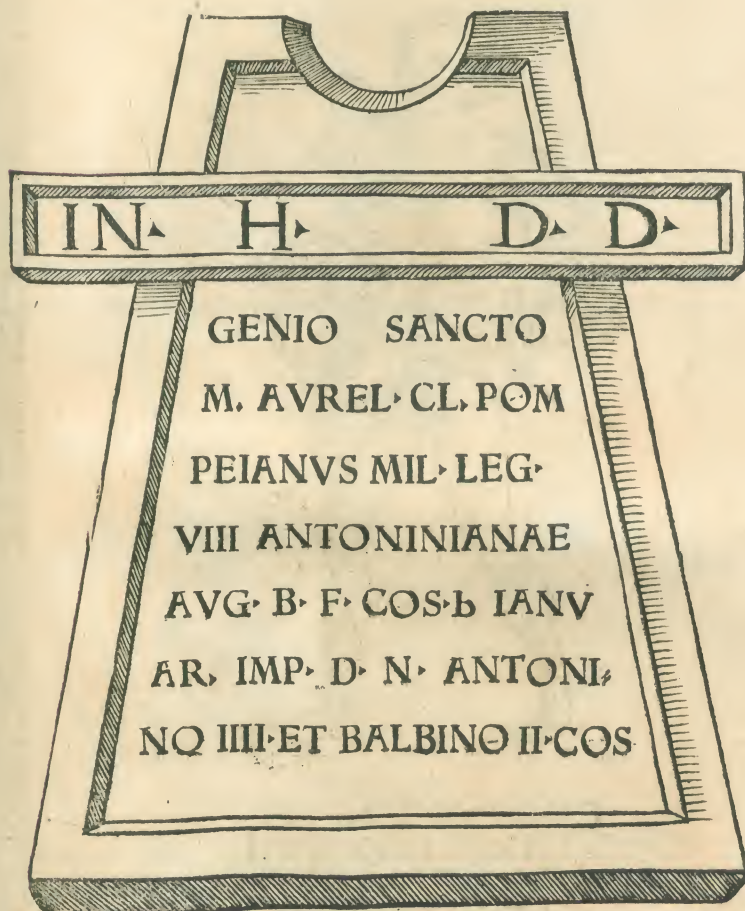 IN‣ H‣ D‣ D‣
GENIO SANCTO
M. AVREL‣ CL‣ POM
PEIANVS MIL‣ LEG‣
VIII ANTONINIANAE
AVG‣ B‣ F‣ COS‣ b IANV
AR‣ IMP‣ D‣ N‣ ANTONI⸗
NO IIII‣ ET BALBINO II‣ COS